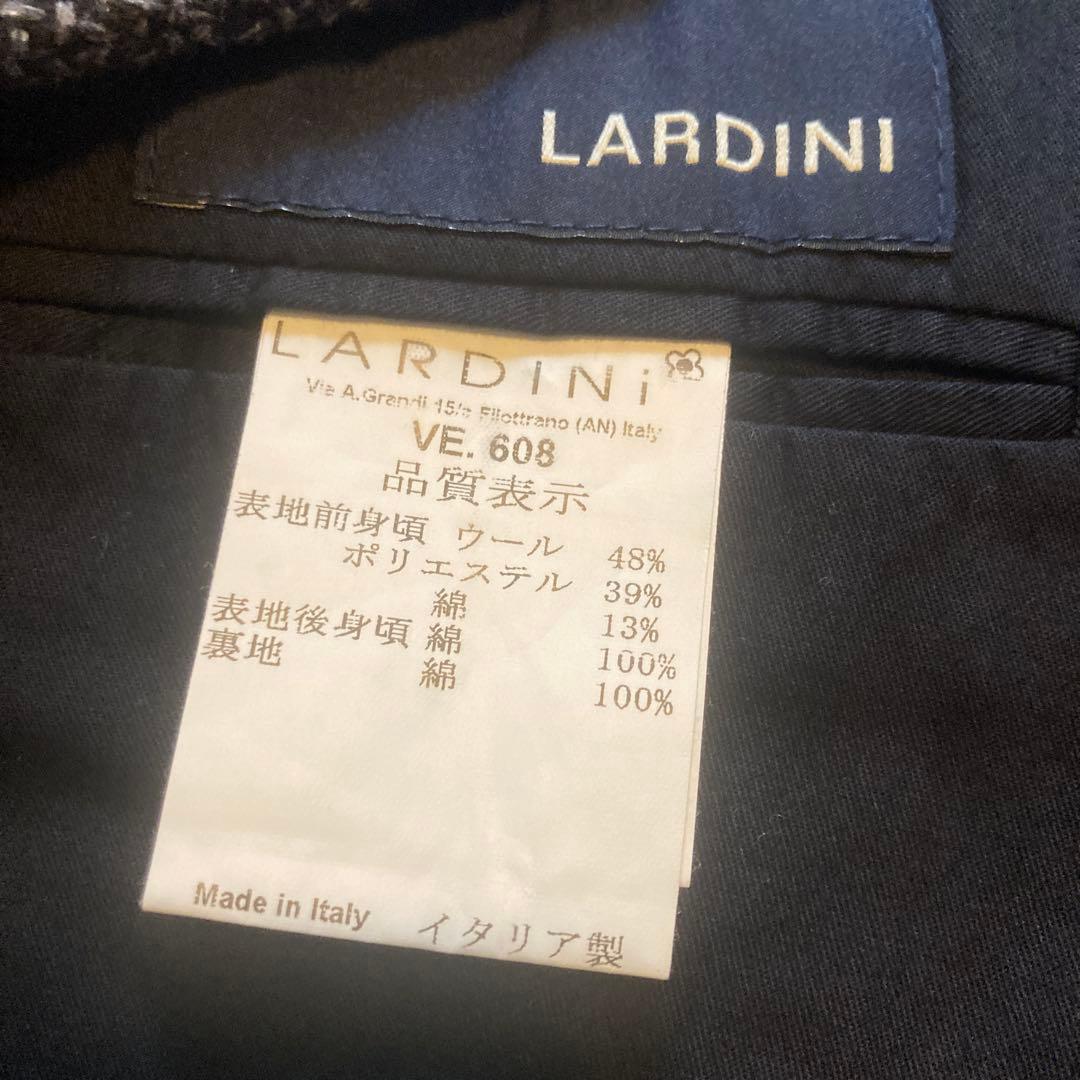 LARDINI
LARDINi
Via A.Grandi 15/a Filottrano (AN) Italy
VE. 608
品質表示
表地前身頃 ウール 48%
ポリエステル 39%
綿 13%
表地後身頃 綿 100%
裏地 綿 100%
Made in Italy イタリア製